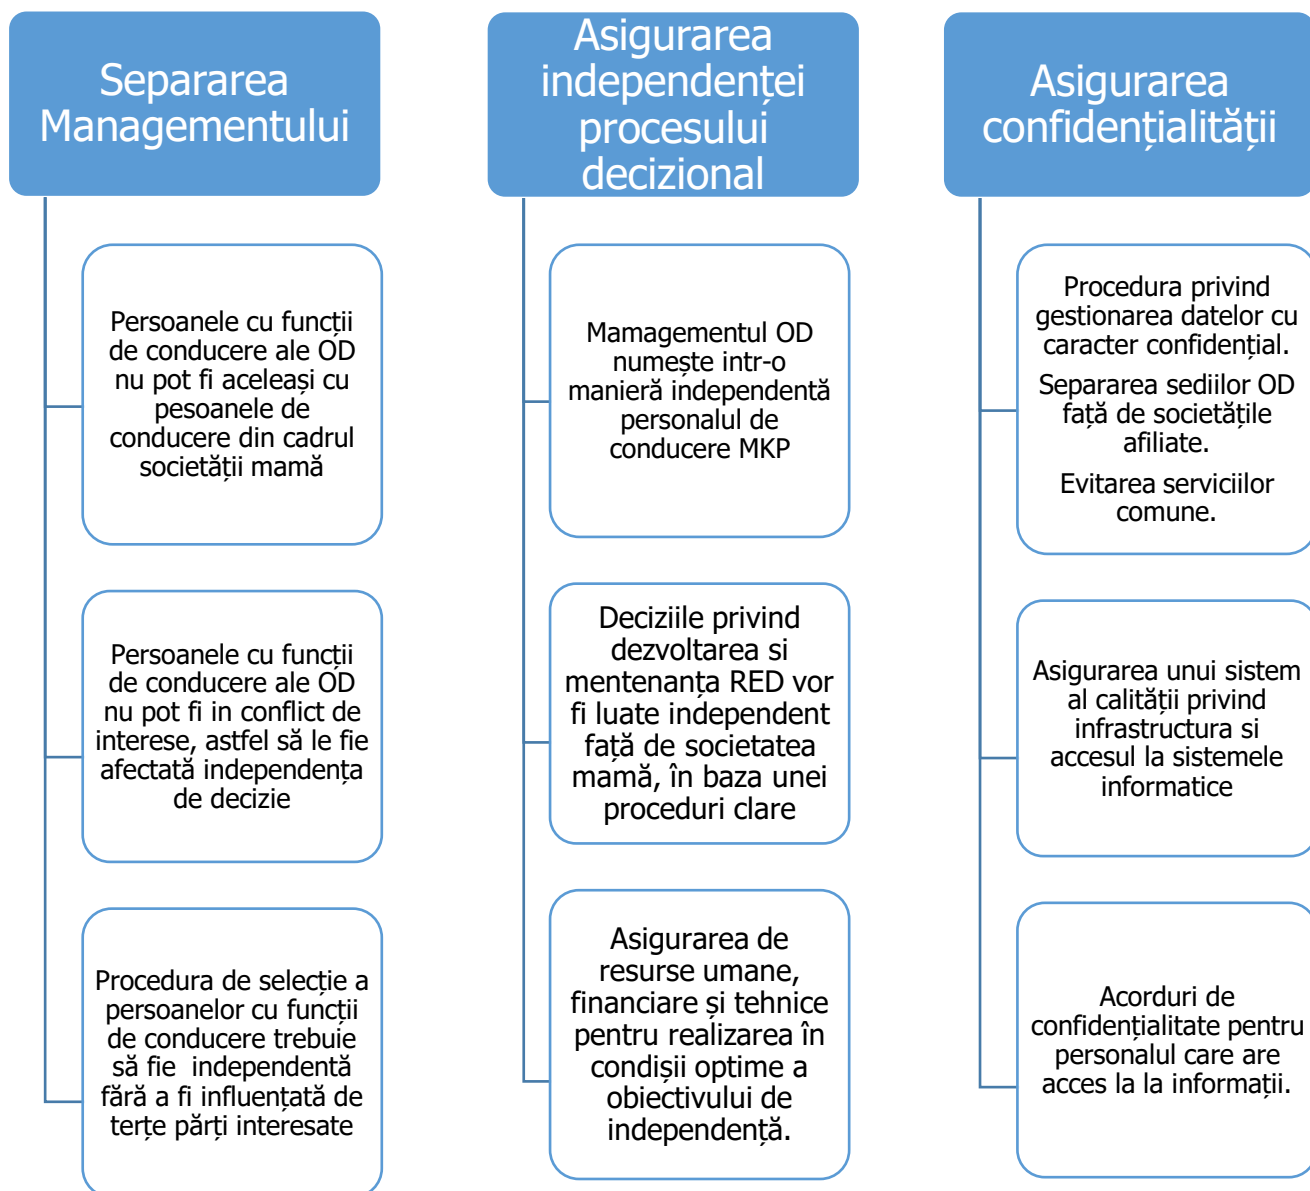 Separarea
Managementului
Persoanele cu funcții
de conducere ale OD
nu pot fi aceleași cu
pesoanele de
conducere din cadrul
societății mamă
Persoanele cu funcții
de conducere ale OD
nu pot fi in conflict de
interese, astfel să le fie
afectată independența
de decizie
Procedura de selecție a
persoanelor cu funcții
de conducere trebuie
să fie  independentă
fără a fi influențată de
terțe părți interesate
Asigurarea
independenței
procesului
decizional
Mamagementul OD
numește intr-o
manieră independentă
personalul de
conducere MKP
Deciziile privind
dezvoltarea si
mentenanța RED vor
fi luate independent
față de societatea
mamă, în baza unei
proceduri clare
Asigurarea de
resurse umane,
financiare și tehnice
pentru realizarea în
condișii optime a
obiectivului de
independență.
Asigurarea
confidențialității
Procedura privind
gestionarea datelor cu
caracter confidențial.
Separarea sediilor OD
față de societățile
afiliate.
Evitarea serviciilor
comune.
Asigurarea unui sistem
al calității privind
infrastructura si
accesul la sistemele
informatice
Acorduri de
confidențialitate pentru
personalul care are
acces la la informații.